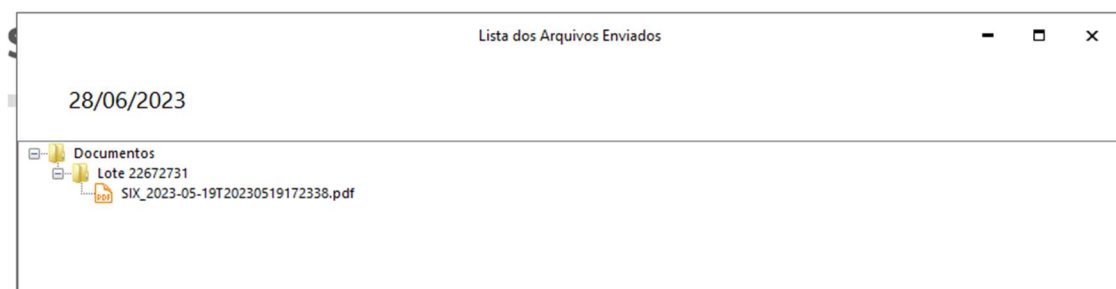 Lista dos Arquivos Enviados
28/06/2023
Documentos
Lote 22672731
SIX_2023-05-19T20230519172338.pdf